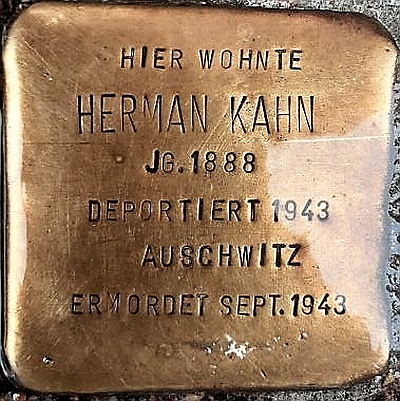 HIER WOHNTE
HERMAN KAHN
JG. 1888
DEPORTIERT 1943
AUSCHWITZ
ERMORDET SEPT. 1943